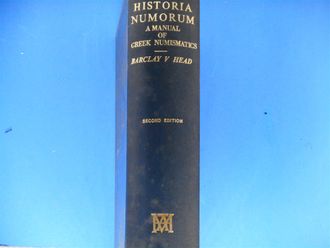 HISTORIA
NUMORUM
A MANUAL
OF
GREEK NUMISMATICS
BARCLAY V HEAD
SECOND EDITION